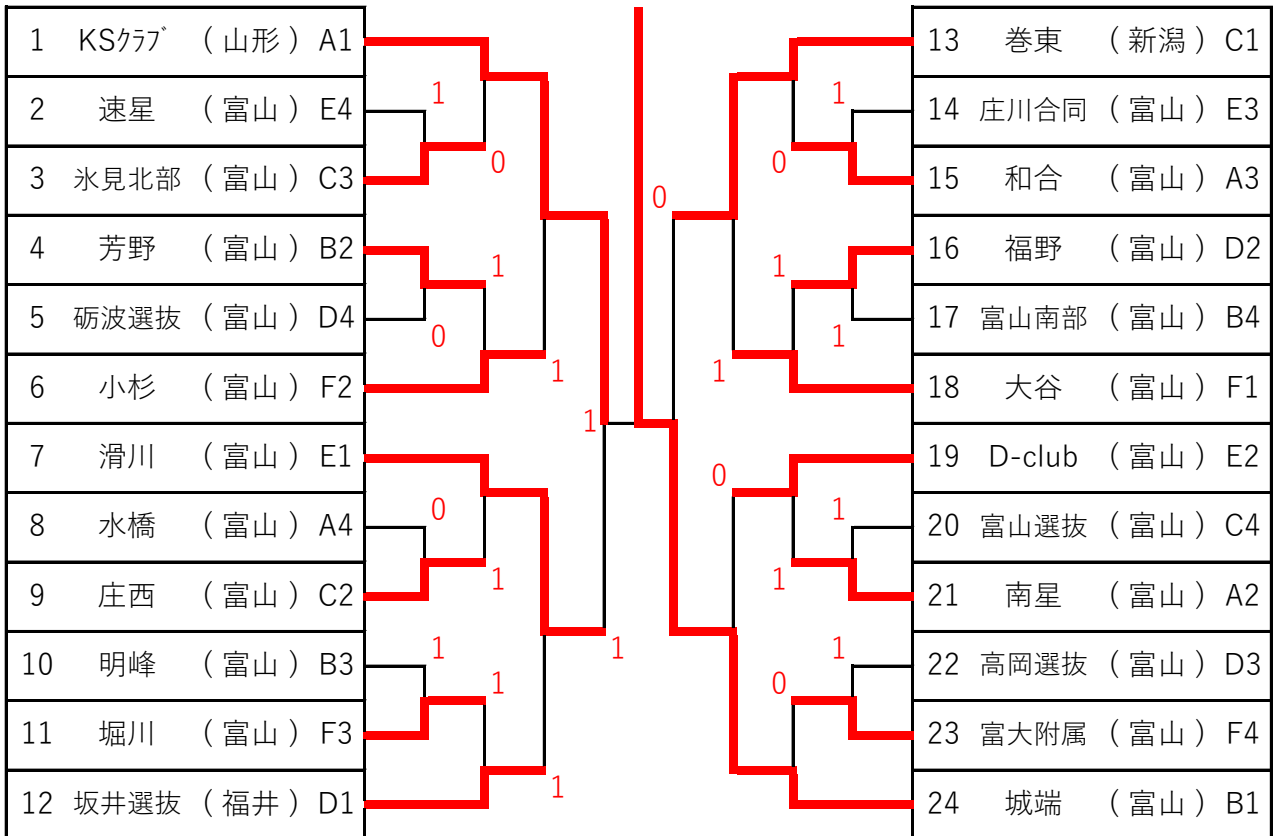 1 KSｸﾗﾌﾞ （山形） A1
2 速星 （富山） E4
3 氷見北部 （富山） C3
4 芳野 （富山） B2
5 砺波選抜 （富山） D4
6 小杉 （富山） F2
7 滑川 （富山） E1
8 水橋 （富山） A4
9 庄西 （富山） C2
10 明峰 （富山） B3
11 堀川 （富山） F3
12 坂井選抜 （福井） D1
1
0
1
0
1
0
1
1
1
1
1
1
0
1
0
1
1
1
0
1
1
1
0
13 巻東 （新潟） C1
14 庄川合同 （富山） E3
15 和合 （富山） A3
16 福野 （富山） D2
17 富山南部 （富山） B4
18 大谷 （富山） F1
19 D-club （富山） E2
20 富山選抜 （富山） C4
21 南星 （富山） A2
22 高岡選抜 （富山） D3
23 富大附属 （富山） F4
24 城端 （富山） B1